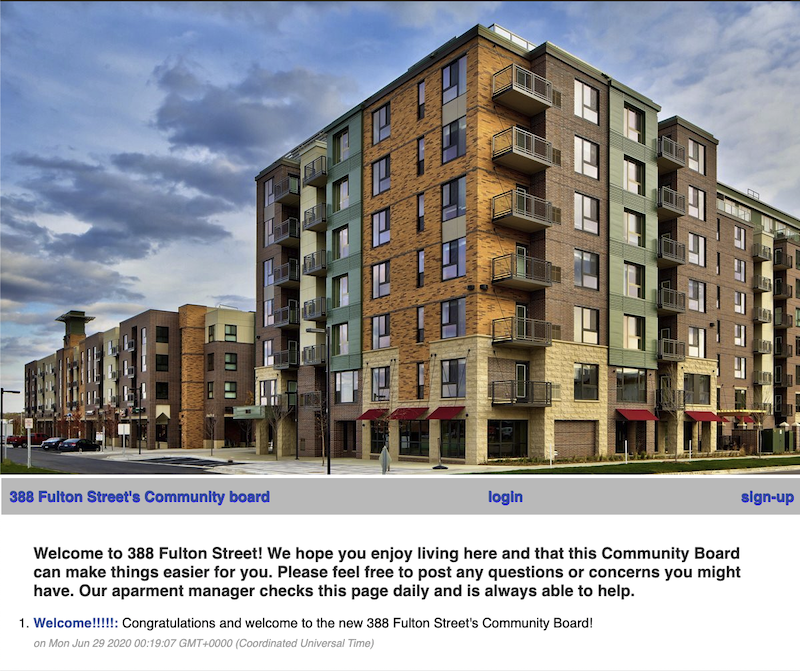 388 Fulton Street's Community board login sign-up
Welcome to 388 Fulton Street! We hope you enjoy living here and that this Community Board
can make things easier for you. Please feel free to post any questions or concerns you might
have. Our aparment manager checks this page daily and is always able to help.
1. Welcome!!!!!: Congratulations and welcome to the new 388 Fulton Street's Community Board!
on Mon Jun 29 2020 00:19:07 GMT+0000 (Coordinated Universal Time)